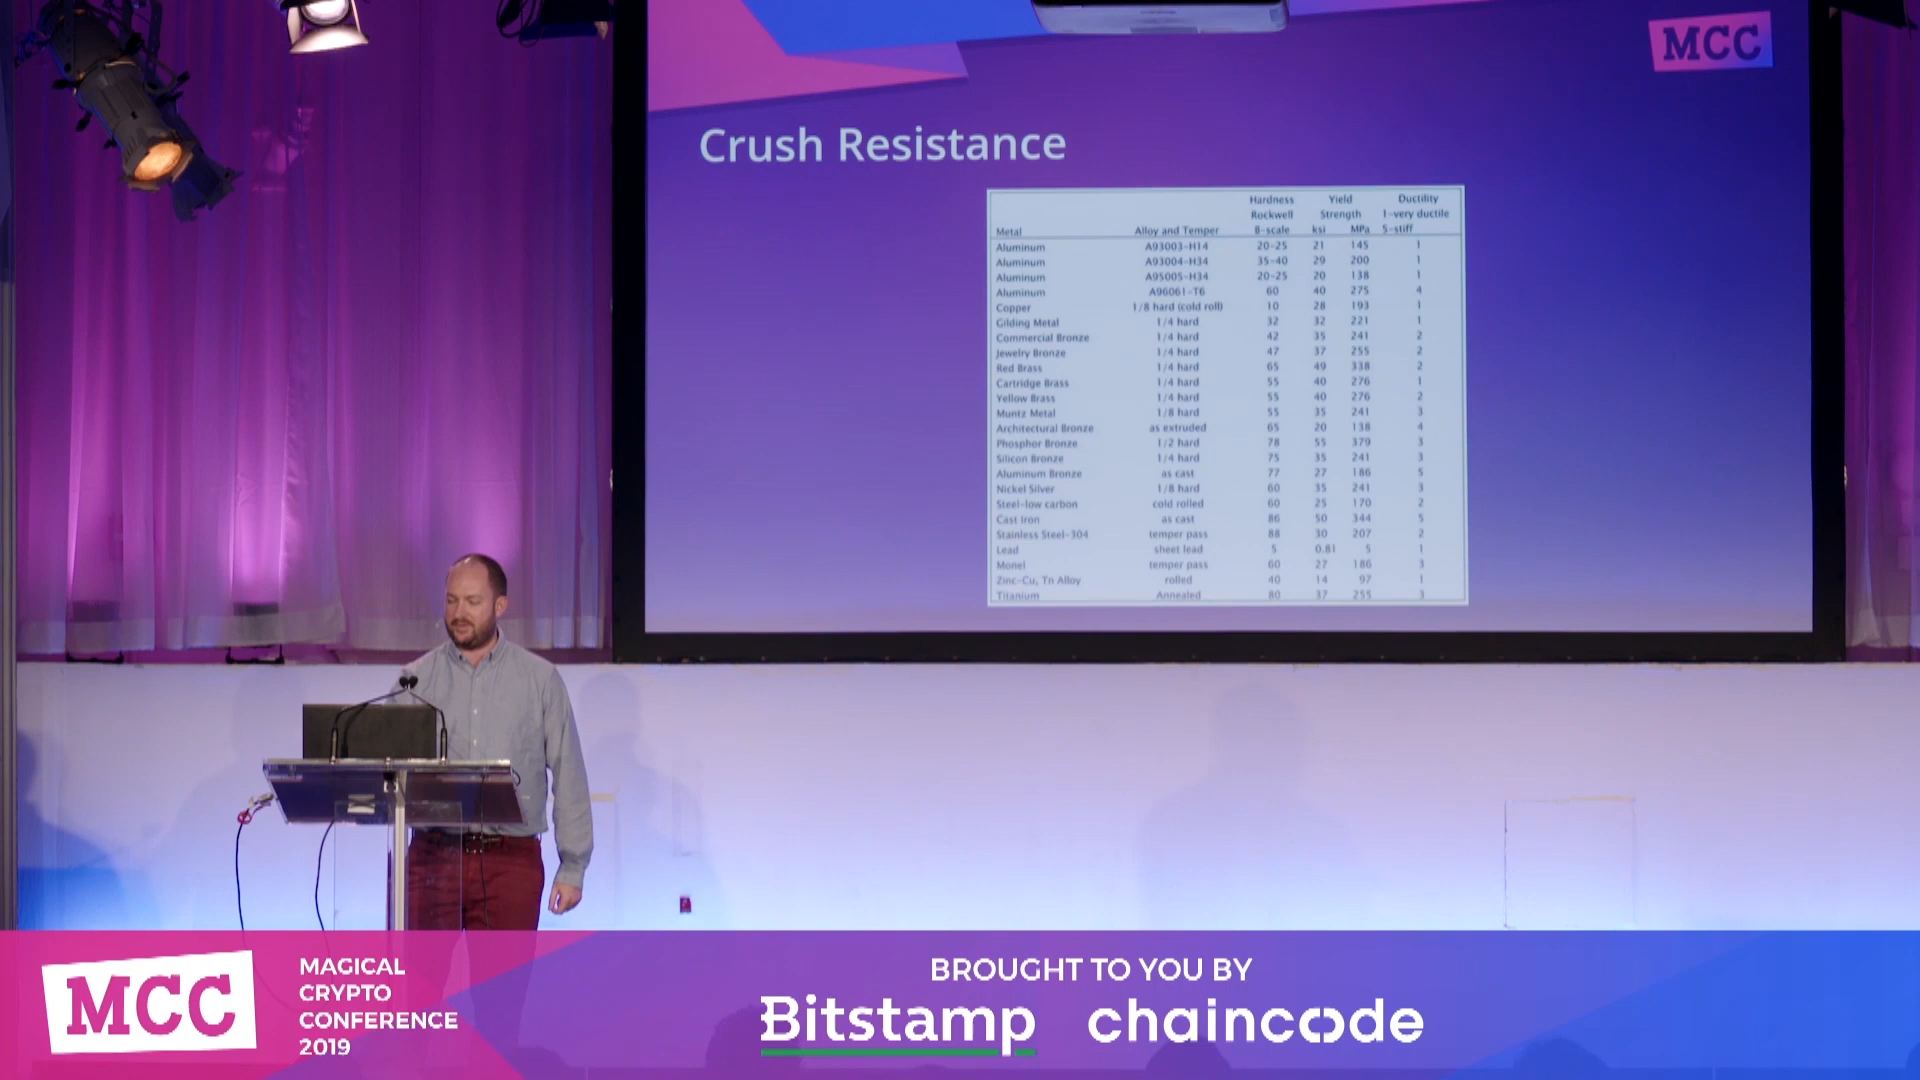 MCC
Crush Resistance
Hardness Yield Ductility
Rockwell Strength 1-very ductile
Metal Alloy and Temper B-scale ksi MPa 5-stiff
Aluminum A93003-H14 20-25 21 145 1
Aluminum A93004-H34 35-40 29 200 1
Aluminum A95005-H34 20-25 20 138 1
Aluminum A96061-T6 60 40 275 4
Copper 1/8 hard (cold roll) 10 28 193 1
Gilding Metal 1/4 hard 32 32 221 1
Commercial Bronze 1/4 hard 42 35 241 2
Jewelry Bronze 1/4 hard 47 37 255 2
Red Brass 1/4 hard 65 49 338 2
Cartridge Brass 1/4 hard 55 40 276 1
Yellow Brass 1/4 hard 55 40 276 2
Muntz Metal 1/8 hard 55 35 241 3
Architectural Bronze as extruded 65 20 138 4
Phosphor Bronze 1/2 hard 78 55 379 3
Silicon Bronze 1/4 hard 75 35 241 3
Aluminum Bronze as cast 77 27 186 5
Nickel Silver 1/8 hard 60 35 241 3
Steel-low carbon cold rolled 60 25 170 2
Cast Iron as cast 86 50 344 5
Stainless Steel-304 temper pass 88 30 207 2
Lead sheet lead 5 0.81 5 1
Monel temper pass 60 27 186 3
Zinc-Cu, Tn Alloy rolled 40 14 97 1
Titanium Annealed 80 37 255 3
MCC
MAGICAL
CRYPTO
CONFERENCE
2019
BROUGHT TO YOU BY
Bitstamp chaincode